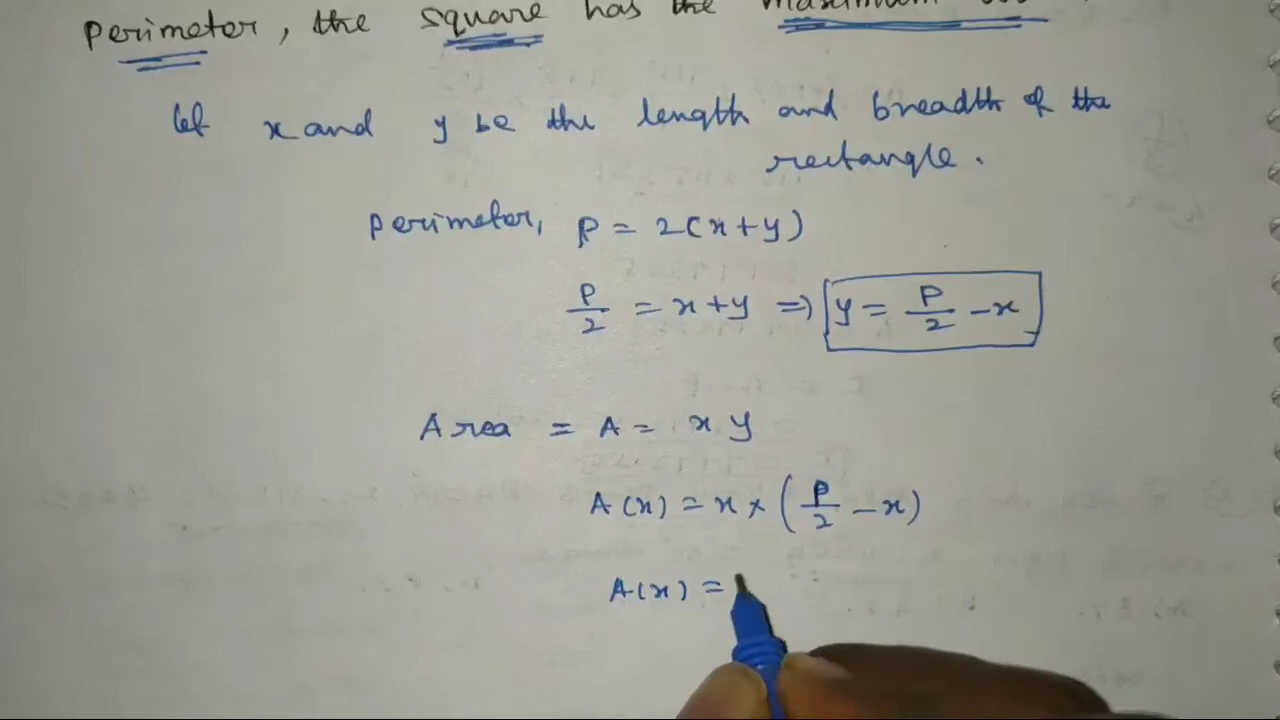 perimeter, the square has the maximum
let x and y be the length and breadth of the
rectangle.
perimeter, P = 2(x+y)
P/2 = x+y => y = P/2 - x
Area = A = x y
A(x) = x × (P/2 - x)
A(x) =